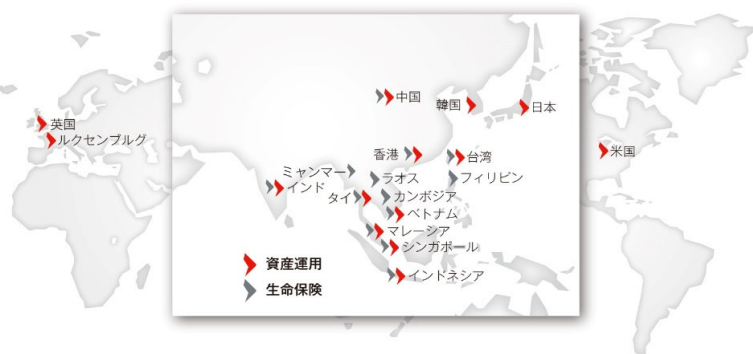 中国
韓国
日本
英国
ルクセンブルグ
香港
台湾
米国
ミャンマー
ラオス
フィリピン
インド
タイ
カンボジア
ベトナム
マレーシア
シンガポール
資産運用
インドネシア
生命保険